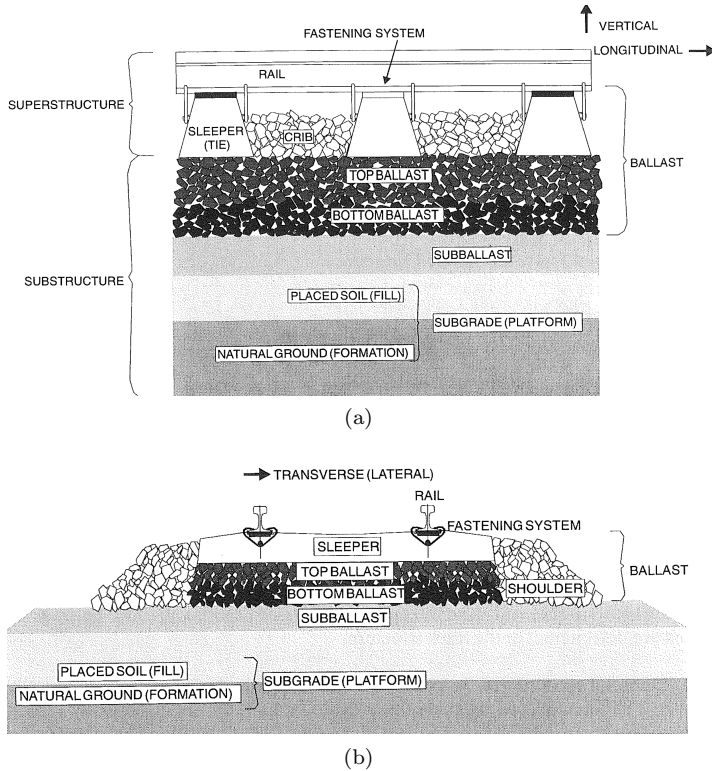 FASTENING SYSTEM
VERTICAL
LONGITUDINAL
RAIL
SUPERSTRUCTURE
SLEEPER
(TIE)
CRIB
TOP BALLAST
BALLAST
BOTTOM BALLAST
SUBBALLAST
SUBSTRUCTURE
PLACED SOIL (FILL)
SUBGRADE (PLATFORM)
NATURAL GROUND (FORMATION)
(a)
TRANSVERSE (LATERAL)
RAIL
FASTENING SYSTEM
SLEEPER
TOP BALLAST
BALLAST
BOTTOM BALLAST
SHOULDER
SUBBALLAST
PLACED SOIL (FILL)
SUBGRADE (PLATFORM)
NATURAL GROUND (FORMATION)
(b)